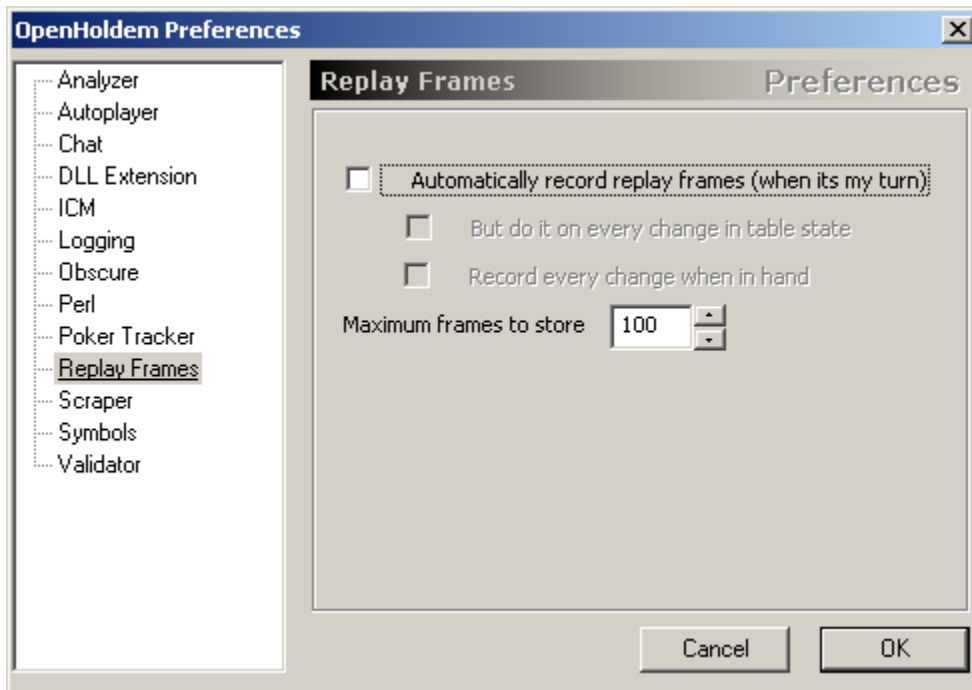 OpenHoldem Preferences
Analyzer
Autoplayer
Chat
DLL Extension
ICM
Logging
Obscure
Perl
Poker Tracker
Replay Frames
Scraper
Symbols
Validator
Replay Frames Preferences
Automatically record replay frames (when its my turn)
But do it on every change in table state
Record every change when in hand
Maximum frames to store 100
Cancel OK